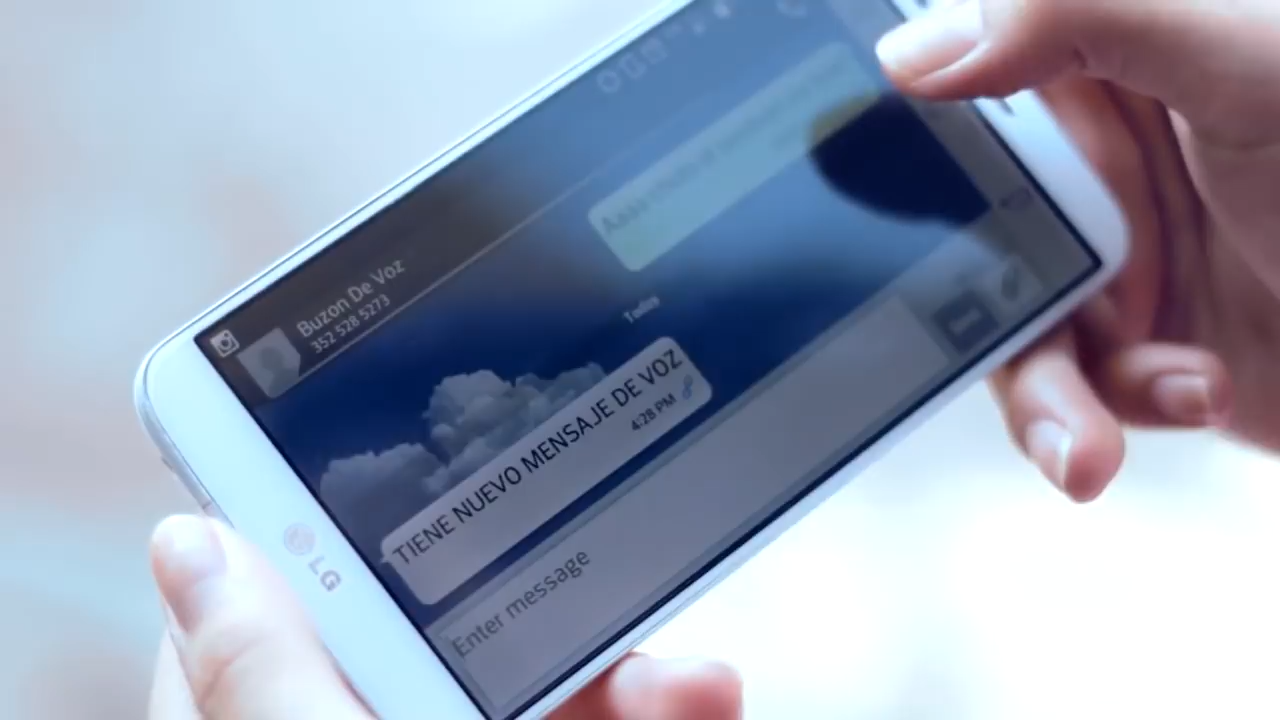 Buzon De Voz
352 528 5273
Todos
TIENE NUEVO MENSAJE DE VOZ
4:28 PM
Enter message
LG